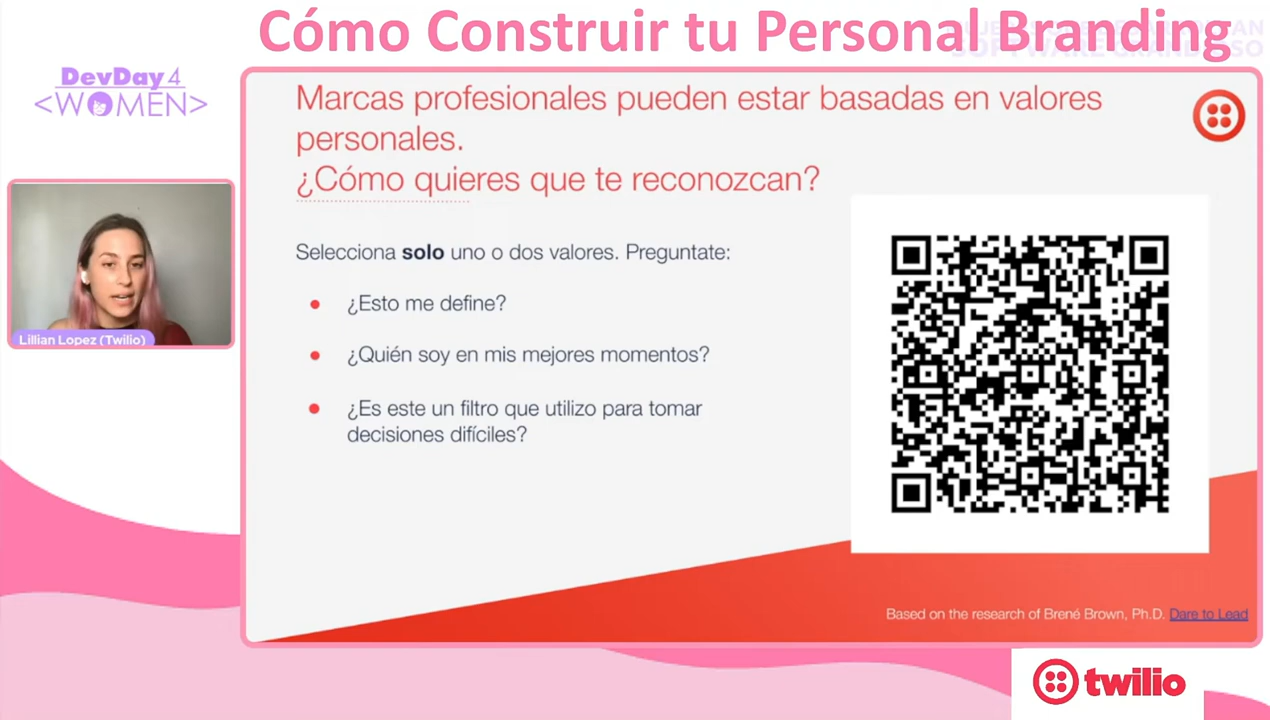 Cómo Construir tu Personal Branding
DevDay 4
<WOMEN>
Marcas profesionales pueden estar basadas en valores
personales.
¿Cómo quieres que te reconozcan?
Selecciona solo uno o dos valores. Preguntate:
¿Esto me define?
¿Quién soy en mis mejores momentos?
¿Es este un filtro que utilizo para tomar
decisiones difíciles?
Lillian Lopez (Twilio)
Based on the research of Brené Brown, Ph.D. Dare to Lead
twilio